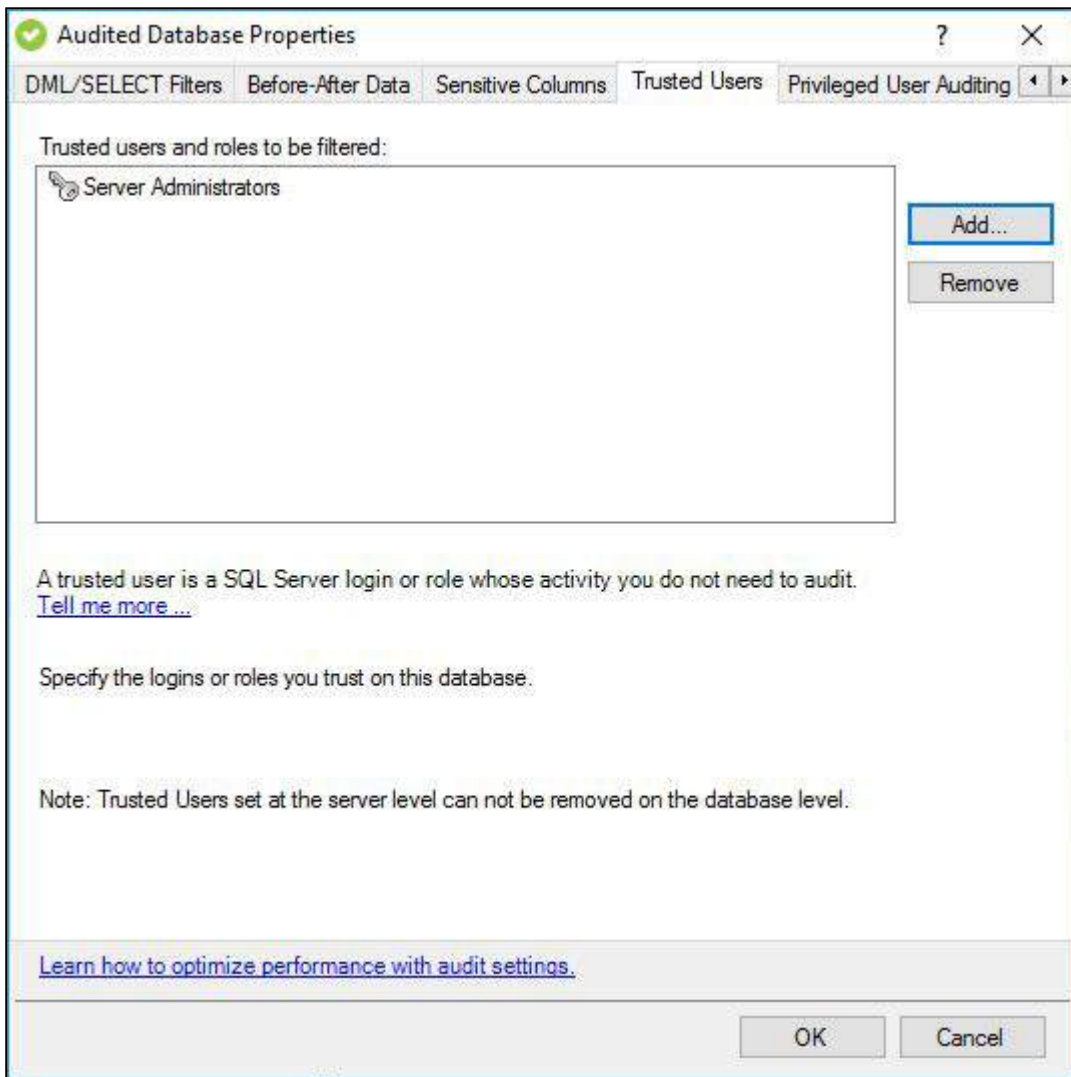 Audited Database Properties
?
DML/SELECT Filters Before-After Data Sensitive Columns Trusted Users Privileged User Auditing
Trusted users and roles to be filtered:
Server Administrators
Add...
Remove
A trusted user is a SQL Server login or role whose activity you do not need to audit.
Tell me more ...
Specify the logins or roles you trust on this database.
Note: Trusted Users set at the server level can not be removed on the database level.
Learn how to optimize performance with audit settings.
OK Cancel